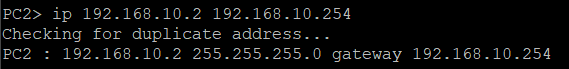 PC2> ip 192.168.10.2 192.168.10.254
Checking for duplicate address...
PC2 : 192.168.10.2 255.255.255.0 gateway 192.168.10.254